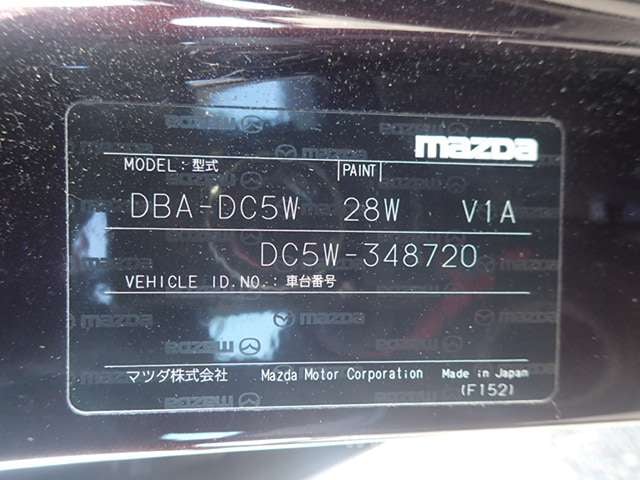 mazda
MODEL:型式 PAINT
DBA-DC5W 28W V1A
DC5W-348720
VEHICLE ID.NO.:車台番号
マツダ株式会社 Mazda Motor Corporation Made in Japan
(F152)